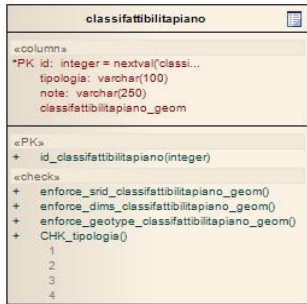 classifattibilitapiano
«column»
*PK id: integer = nextval('classi...
tipologia: varchar(100)
note: varchar(250)
classifattibilitapiano_geom
«PK»
+ id_classifattibilitapiano(integer)
«check»
+ enforce_srid_classifattibilitapiano_geom()
+ enforce_dims_classifattibilitapiano_geom()
+ enforce_geotype_classifattibilitapiano_geom()
+ CHK_tipologia()
1
2
3
4